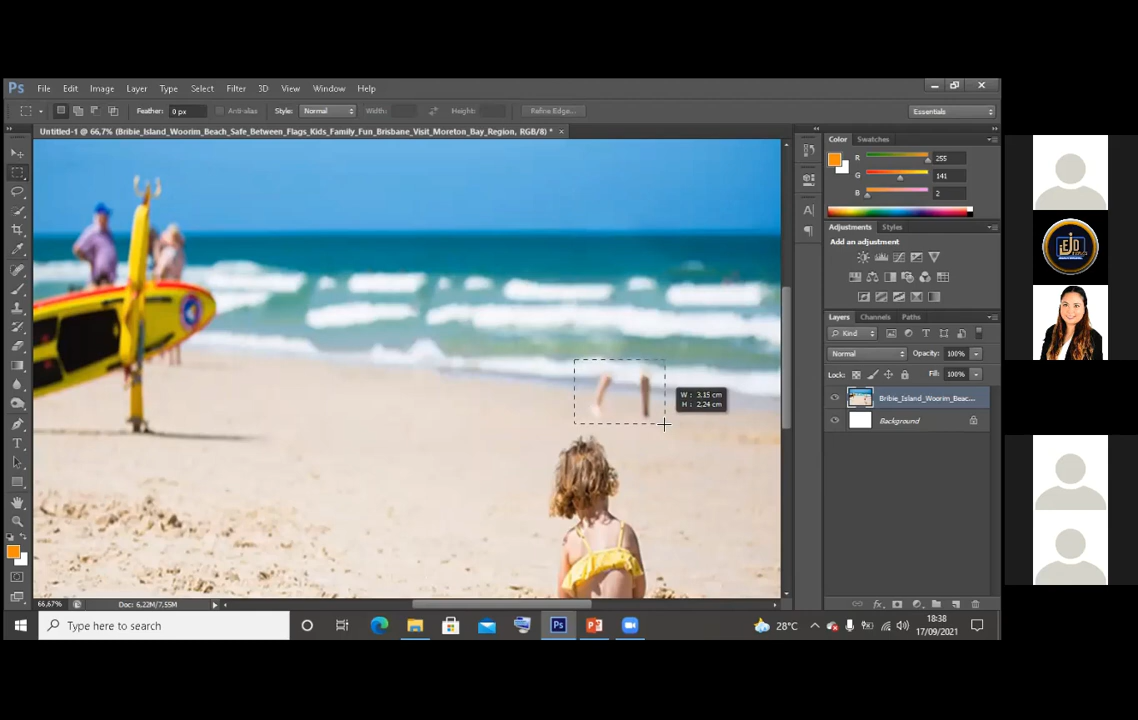 Ps File Edit Image Layer Type Select Filter 3D View Window Help
Feather: 0 px Anti-alias Style: Normal Width: Height: Refine Edge... Essentials
Untitled-1 @ 66,7% (Bribie_Island_Woorim_Beach_Safe_Between_Flags_Kids_Family_Fun_Brisbane_Visit_Moreton_Bay_Region, RGB/8) *
Color Swatches
R 255
G 141
B 2
Adjustments Styles
Add an adjustment
Layers Channels Paths
Kind
Normal Opacity: 100%
Lock: Fill: 100%
Bribie_Island_Woorim_Beac...
Background
W : 3,15 cm
H : 2,24 cm
66,67% Doc: 6,22M/7,55M
Type here to search
Ps
28°C
18:38
17/09/2021